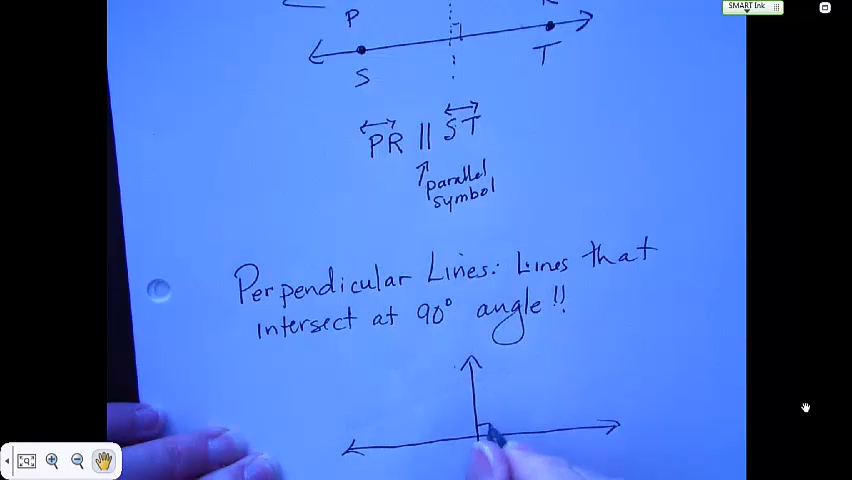 SMART Ink
P
S
T
PR || ST
parallel
symbol
Perpendicular Lines: Lines that
intersect at 90° angle!!